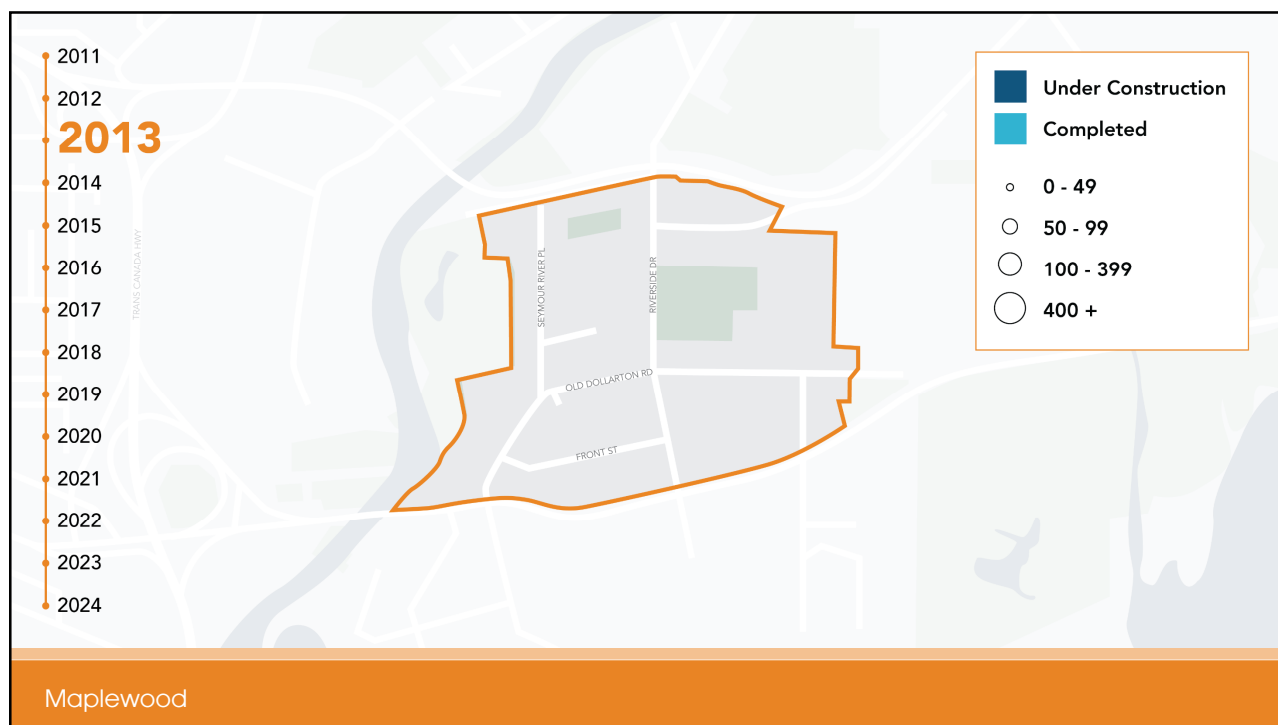 2011
2012
2013
2014
2015
2016
2017
2018
2019
2020
2021
2022
2023
2024
TRANS CANADA HWY
SEYMOUR RIVER PL
RIVERSIDE DR
OLD DOLLARTON RD
FRONT ST
Under Construction
Completed
0 - 49
50 - 99
100 - 399
400 +
Maplewood